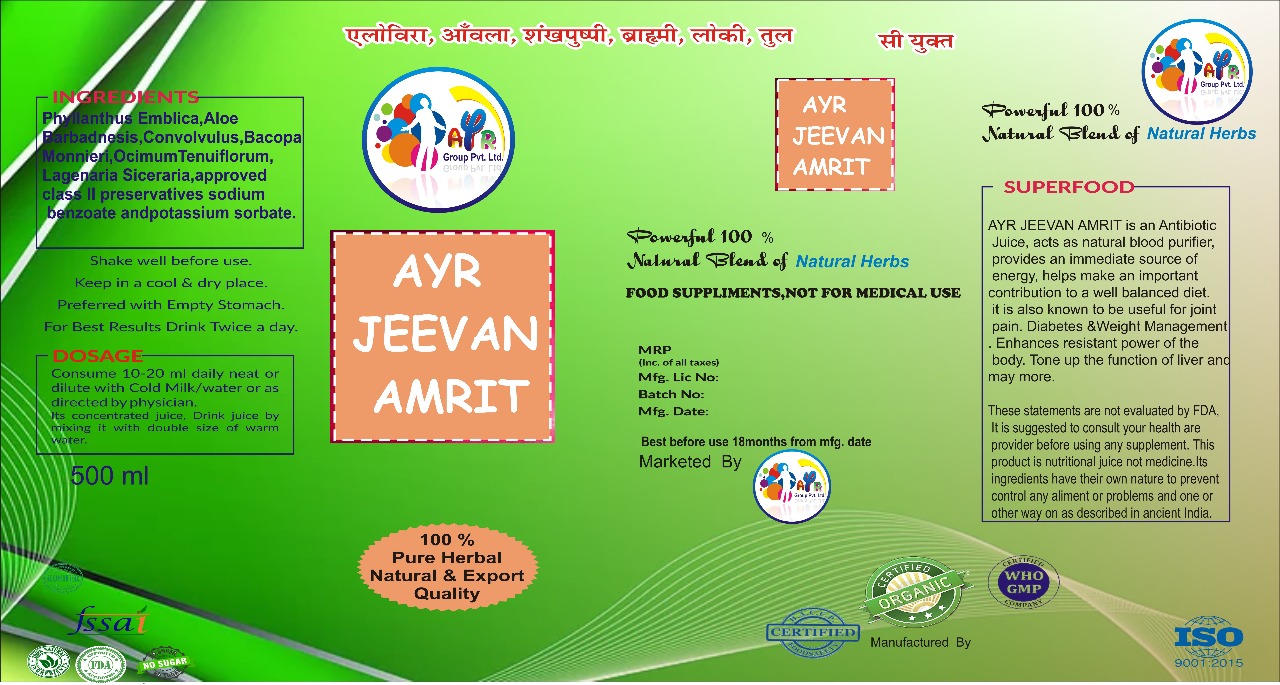 एलोविरा, आँवला, शंखपुष्पी, ब्राह्मी, लोकी, तुल सी युक्त
INGREDIENTS
Phyllanthus Emblica,Aloe
Barbadnesis,Convolvulus,Bacopa
Monnieri,OcimumTenuiflorum,
Lagenaria Siceraria,approved
class II preservatives sodium
benzoate andpotassium sorbate.
Shake well before use.
Keep in a cool & dry place.
Preferred with Empty Stomach.
For Best Results Drink Twice a day.
DOSAGE
Consume 10-20 ml daily neat or
dilute with Cold Milk/water or as
directed by physician.
Its concentrated juice, Drink juice by
mixing it with double size of warm
water.
500 ml
fssai
FDA
NO SUGAR
AYR
Group Pvt. Ltd.
AYR
JEEVAN
AMRIT
100 %
Pure Herbal
Natural & Export
Quality
AYR
JEEVAN
AMRIT
Powerful 100 %
Natural Blend of Natural Herbs
FOOD SUPPLIMENTS,NOT FOR MEDICAL USE
MRP
(Inc. of all taxes)
Mfg. Lic No:
Batch No:
Mfg. Date:
Best before use 18months from mfg. date
Marketed By
AYR
Group Pvt. Ltd.
CERTIFIED
CERTIFIED
ORGANIC
Manufactured By
AYR
Group Pvt. Ltd.
Powerful 100 %
Natural Blend of Natural Herbs
SUPERFOOD
AYR JEEVAN AMRIT is an Antibiotic
Juice, acts as natural blood purifier,
provides an immediate source of
energy, helps make an important
contribution to a well balanced diet.
it is also known to be useful for joint
pain. Diabetes &Weight Management
. Enhances resistant power of the
body. Tone up the function of liver and
may more.
These statements are not evaluated by FDA.
It is suggested to consult your health are
provider before using any supplement. This
product is nutritional juice not medicine.Its
ingredients have their own nature to prevent
control any aliment or problems and one or
other way on as described in ancient India.
CERTIFIED
WHO
GMP
COMPANY
ISO
9001:2015